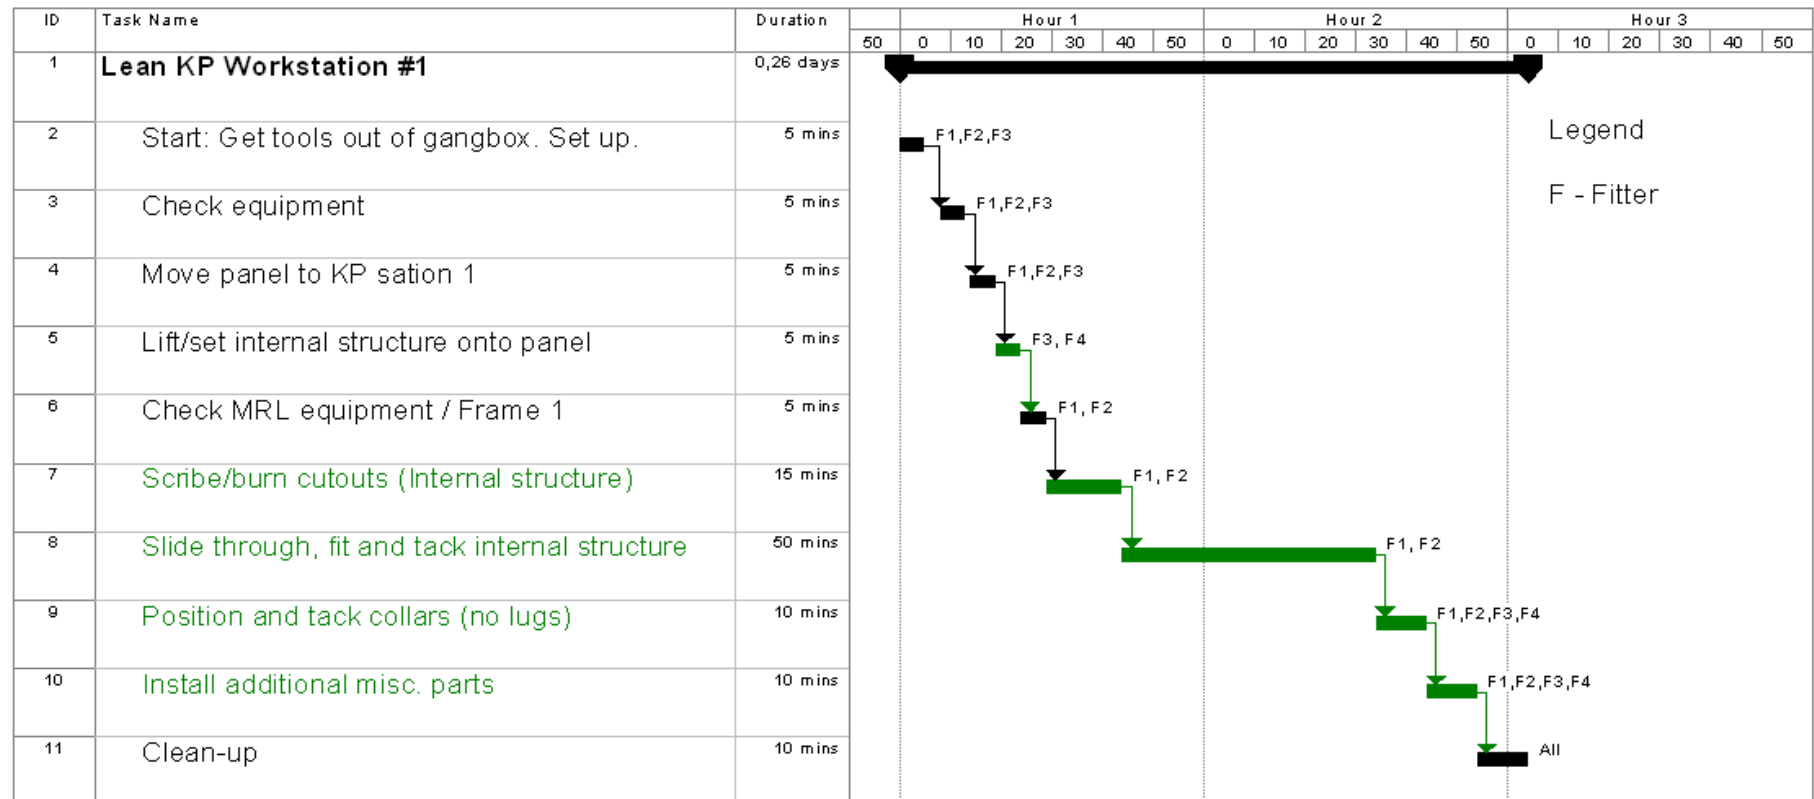 ID Task Name Duration Hour 1 Hour 2 Hour 3
50 0 10 20 30 40 50 0 10 20 30 40 50 0 10 20 30 40 50
1 Lean KP Workstation #1 0,26 days
Legend
2 Start: Get tools out of gangbox. Set up. 5 mins F1,F2,F3
F - Fitter
3 Check equipment 5 mins F1,F2,F3
4 Move panel to KP sation 1 5 mins F1,F2,F3
5 Lift/set internal structure onto panel 5 mins F3, F4
6 Check MRL equipment / Frame 1 5 mins F1, F2
7 Scribe/burn cutouts (Internal structure) 15 mins F1, F2
8 Slide through, fit and tack internal structure 50 mins F1, F2
9 Position and tack collars (no lugs) 10 mins F1,F2,F3,F4
10 Install additional misc. parts 10 mins F1,F2,F3,F4
11 Clean-up 10 mins All